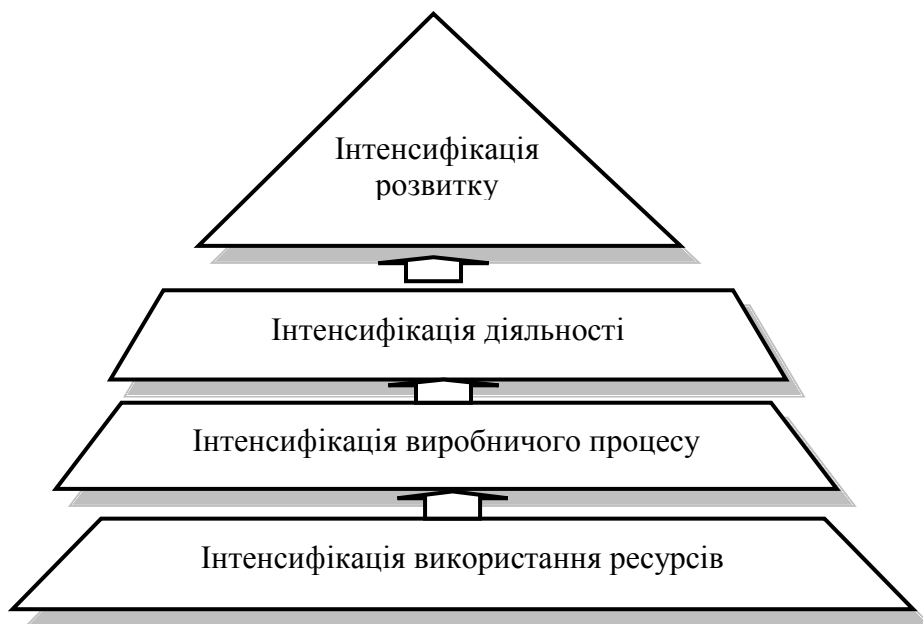 Інтенсифікація
розвитку
Інтенсифікація діяльності
Інтенсифікація виробничого процесу
Інтенсифікація використання ресурсів